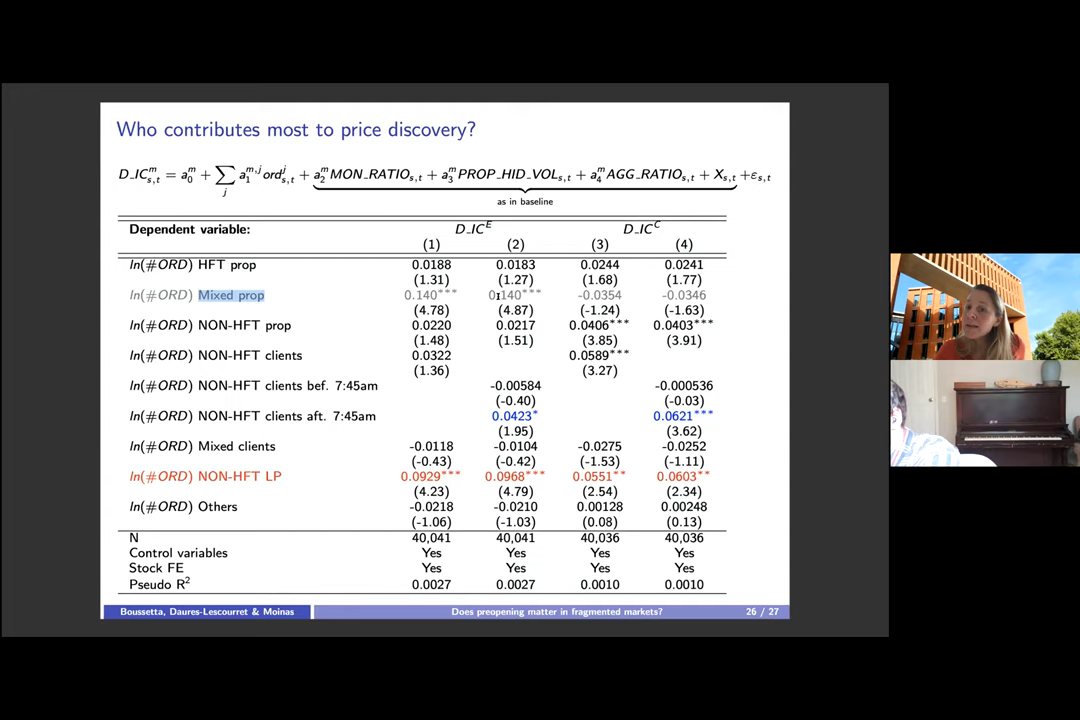 Who contributes most to price discovery?
D_IC^m_{s,t} = a^m_0 + ∑_j a^{m,j}_1 ord^j_{s,t} + a^m_2 MON_RATIO_{s,t} + a^m_3 PROP_HID_VOL_{s,t} + a^m_4 AGG_RATIO_{s,t} + X_{s,t} + ε_{s,t}
as in baseline
Dependent variable: D_IC^E D_IC^C
(1) (2) (3) (4)
ln(#ORD) HFT prop 0.0188 0.0183 0.0244 0.0241
(1.31) (1.27) (1.68) (1.77)
ln(#ORD) Mixed prop 0.140*** 0.140*** -0.0354 -0.0346
(4.78) (4.87) (-1.24) (-1.63)
ln(#ORD) NON-HFT prop 0.0220 0.0217 0.0406*** 0.0403***
(1.48) (1.51) (3.85) (3.91)
ln(#ORD) NON-HFT clients 0.0322 0.0589***
(1.36) (3.27)
ln(#ORD) NON-HFT clients bef. 7:45am -0.00584 -0.000536
(-0.40) (-0.03)
ln(#ORD) NON-HFT clients aft. 7:45am 0.0423* 0.0621***
(1.95) (3.62)
ln(#ORD) Mixed clients -0.0118 -0.0104 -0.0275 -0.0252
(-0.43) (-0.42) (-1.53) (-1.11)
ln(#ORD) NON-HFT LP 0.0929*** 0.0968*** 0.0551** 0.0603**
(4.23) (4.79) (2.54) (2.34)
ln(#ORD) Others -0.0218 -0.0210 0.00128 0.00248
(-1.06) (-1.03) (0.08) (0.13)
N 40,041 40,041 40,036 40,036
Control variables Yes Yes Yes Yes
Stock FE Yes Yes Yes Yes
Pseudo R² 0.0027 0.0027 0.0010 0.0010
Boussetta, Daures-Lescourret & Moinas Does preopening matter in fragmented markets? 26 / 27